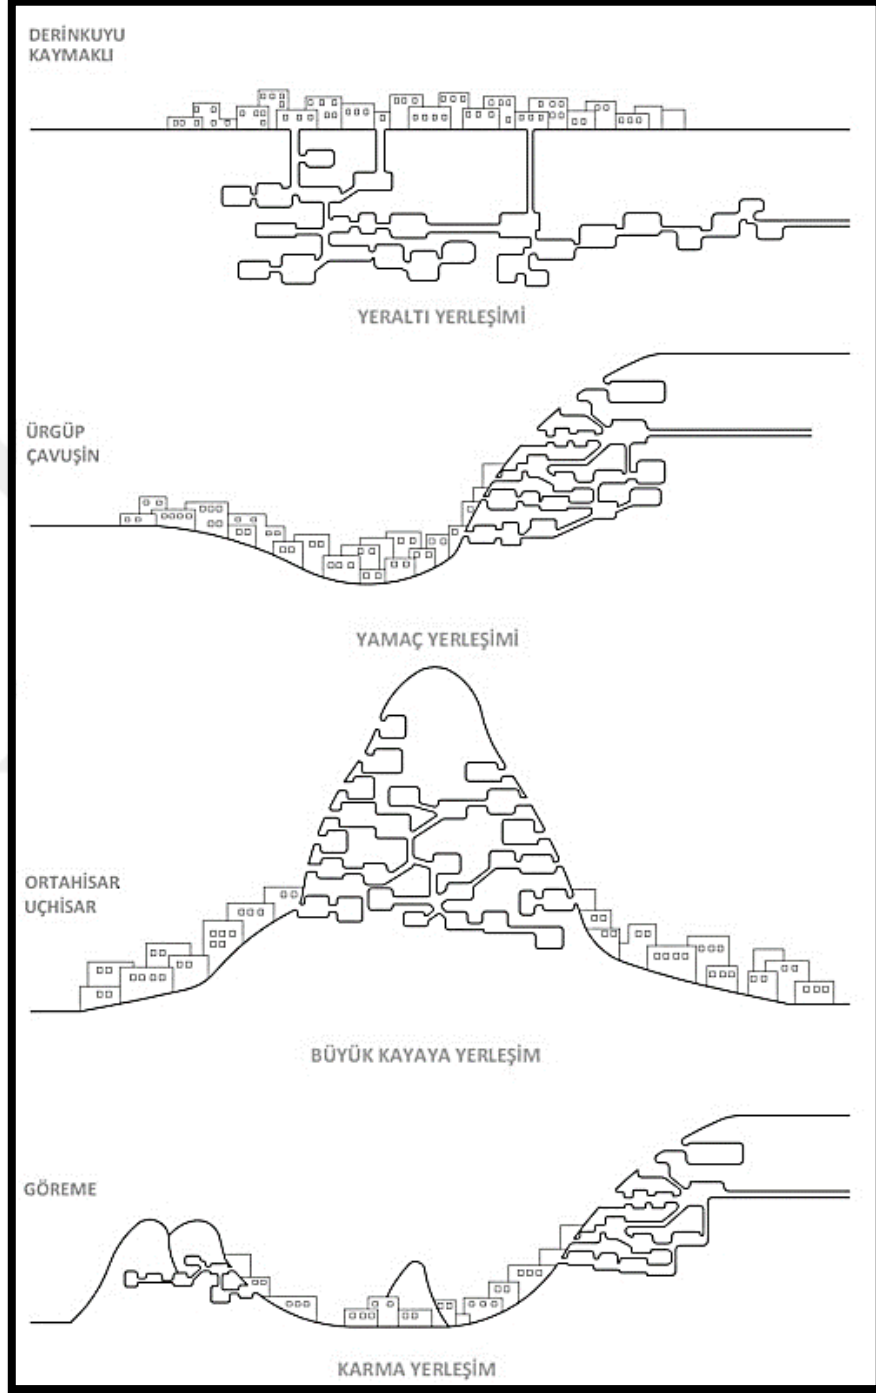 DERİNKUYU
KAYMAKLI
YERALTI YERLEŞİMİ
ÜRGÜP
ÇAVUŞİN
YAMAÇ YERLEŞİMİ
ORTAHİSAR
UÇHİSAR
BÜYÜK KAYAYA YERLEŞİM
GÖREME
KARMA YERLEŞİM